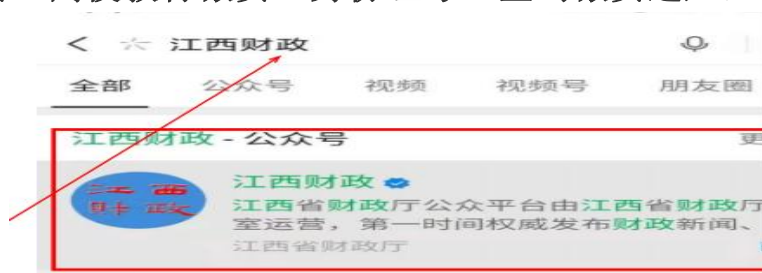 江西财政
全部 公众号 视频 视频号 朋友圈
江西财政 - 公众号
江西财政
江西财政
江西省财政厅公众平台由江西省财政厅
室运营，第一时间权威发布财政新闻、
江西省财政厅